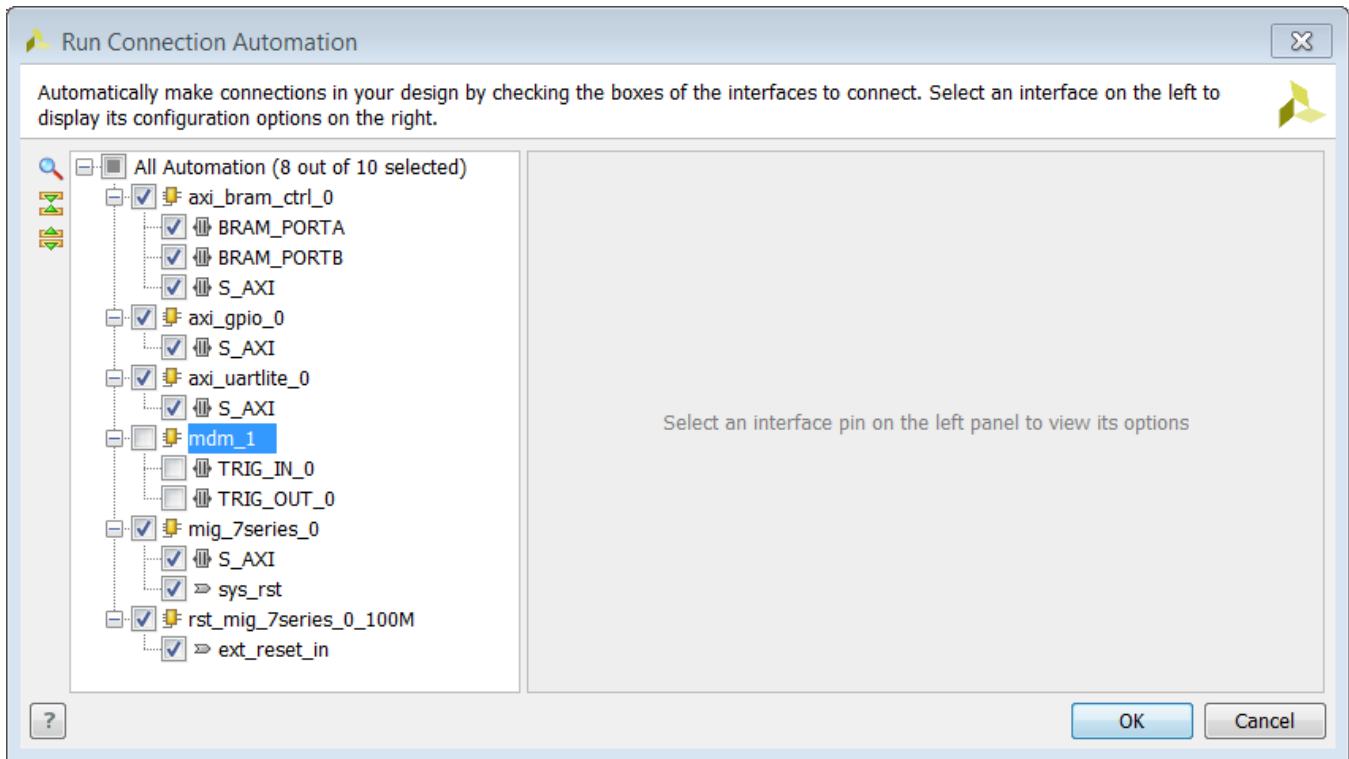 Run Connection Automation
Automatically make connections in your design by checking the boxes of the interfaces to connect. Select an interface on the left to
display its configuration options on the right.
All Automation (8 out of 10 selected)
axi_bram_ctrl_0
BRAM_PORTA
BRAM_PORTB
S_AXI
axi_gpio_0
S_AXI
axi_uartlite_0
S_AXI
mdm_1
TRIG_IN_0
TRIG_OUT_0
mig_7series_0
S_AXI
sys_rst
rst_mig_7series_0_100M
ext_reset_in
Select an interface pin on the left panel to view its options
?
OK
Cancel